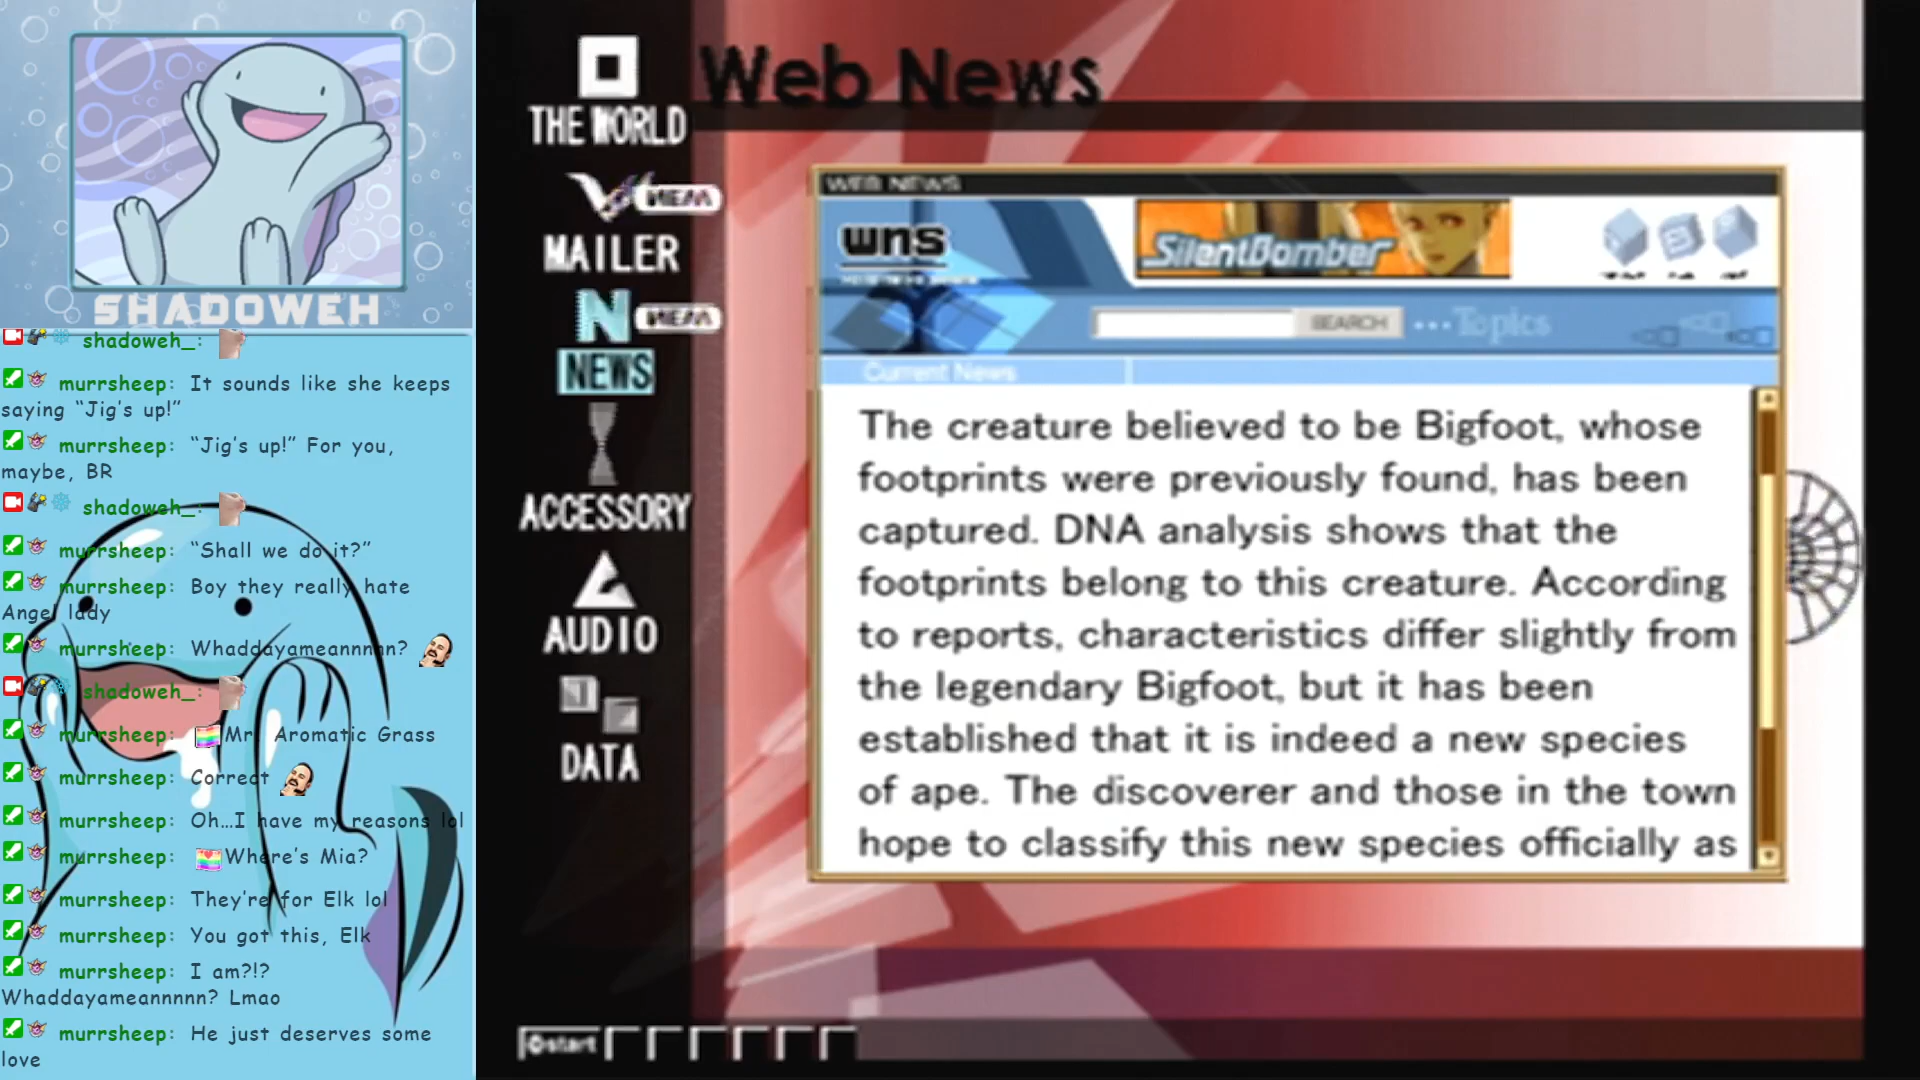 SHADOWEH
shadoweh_:
murrsheep: It sounds like she keeps
saying “Jig's up!”
murrsheep: “Jig's up!” For you,
maybe, BR
shadoweh_:
murrsheep: “Shall we do it?”
murrsheep: Boy they really hate
Angel lady
murrsheep: Whaddayameannnnn?
shadoweh_:
murrsheep: Mr. Aromatic Grass
murrsheep: Correct
murrsheep: Oh...I have my reasons lol
murrsheep: Where's Mia?
murrsheep: They're for Elk lol
murrsheep: You got this, Elk
murrsheep: I am?!?
Whaddayameannnnn? Lmao
murrsheep: He just deserves some
love
THE WORLD
NEW
MAILER
N NEW
NEWS
ACCESSORY
AUDIO
DATA
start
Web News
WEB NEWS
wns
SilentBomber
SEARCH
...Topics
Current News
The creature believed to be Bigfoot, whose
footprints were previously found, has been
captured. DNA analysis shows that the
footprints belong to this creature. According
to reports, characteristics differ slightly from
the legendary Bigfoot, but it has been
established that it is indeed a new species
of ape. The discoverer and those in the town
hope to classify this new species officially as